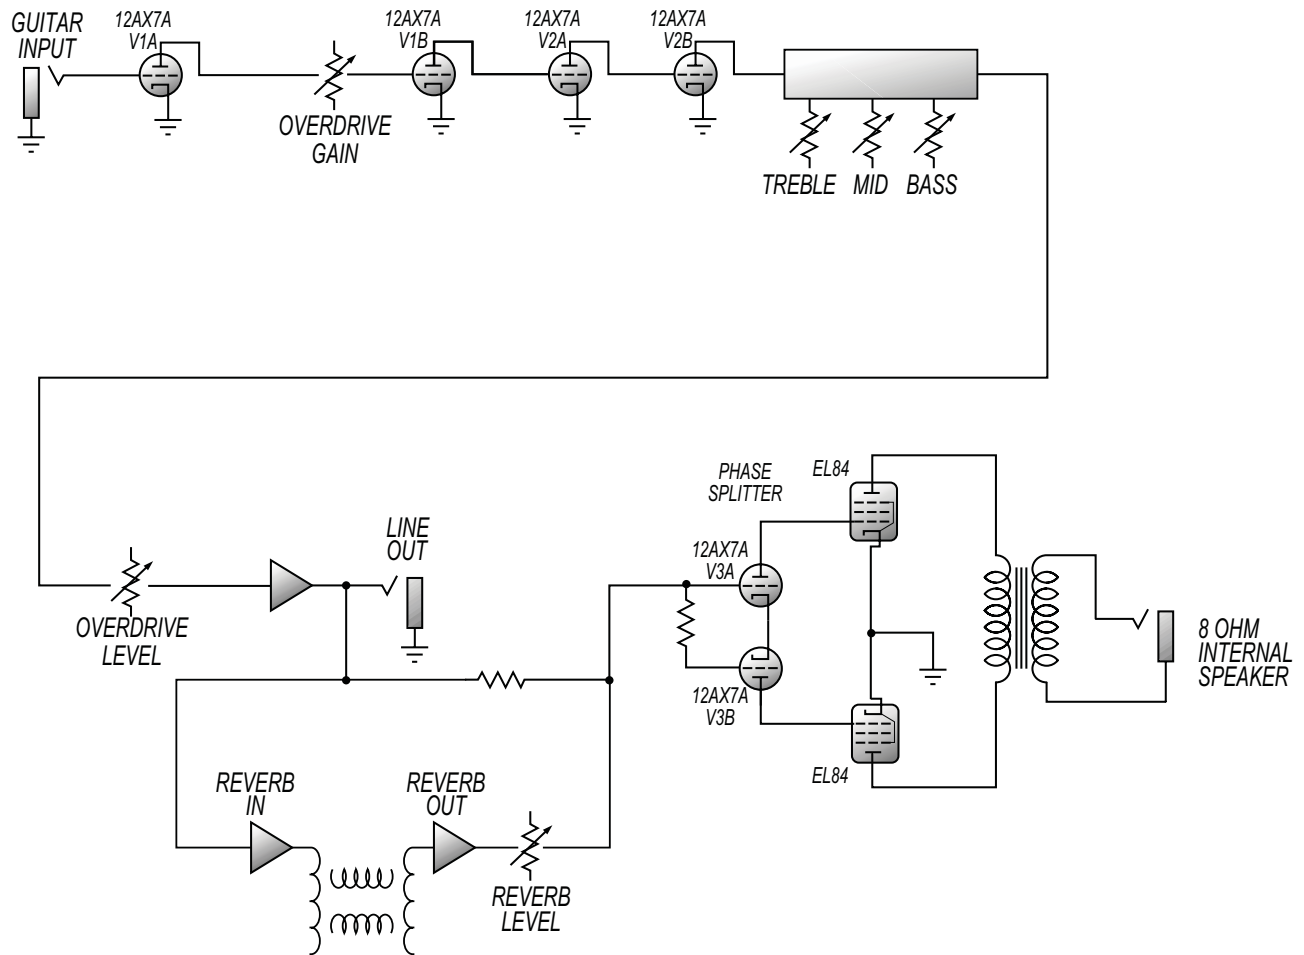 GUITAR
INPUT
12AX7A
V1A
12AX7A
V1B
12AX7A
V2A
12AX7A
V2B
OVERDRIVE
GAIN
TREBLE
MID
BASS
PHASE
SPLITTER
EL84
LINE
OUT
12AX7A
V3A
OVERDRIVE
LEVEL
8 OHM
INTERNAL
SPEAKER
12AX7A
V3B
EL84
REVERB
IN
REVERB
OUT
REVERB
LEVEL